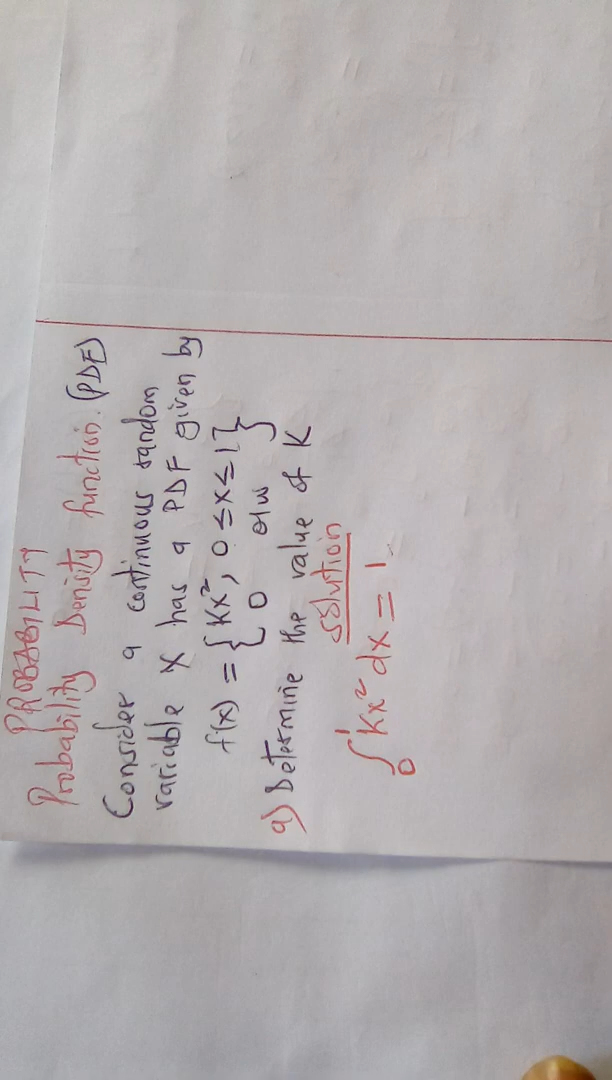 PROBABILITY
Probability Density function. (PDF)
Consider a continuous random
variable X has a PDF given by
f(x) = { Kx², 0 ≤ x ≤ 1 }
{ 0 o/w }
a) Determine the value of K
solution
∫₀¹ Kx² dx = 1.